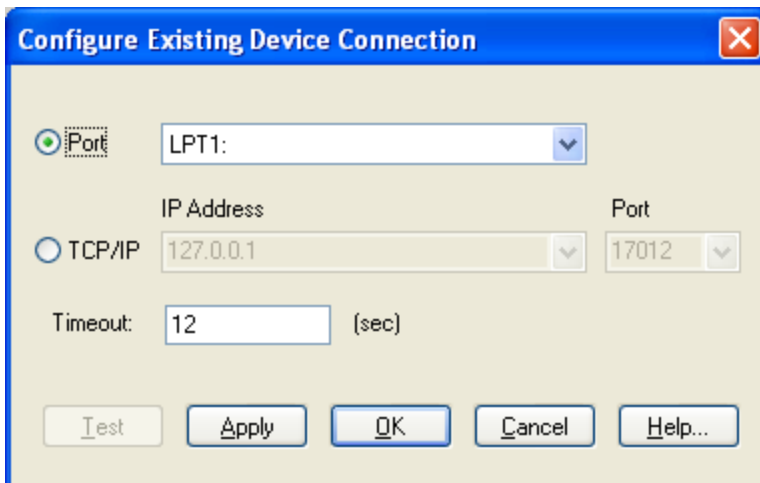 Configure Existing Device Connection
Port LPT1:
IP Address Port
TCP/IP 127.0.0.1 17012
Timeout: 12 (sec)
Test Apply OK Cancel Help...